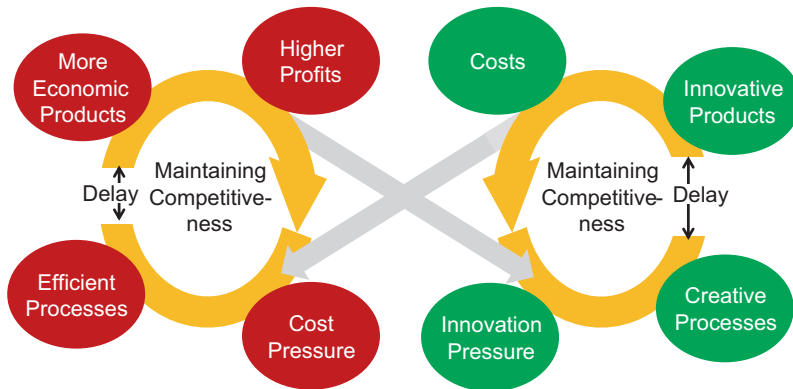 More
Economic
Products
Higher
Profits
Costs
Innovative
Products
Delay
Maintaining
Competitive-
ness
Maintaining
Competitive-
ness
Delay
Efficient
Processes
Cost
Pressure
Innovation
Pressure
Creative
Processes